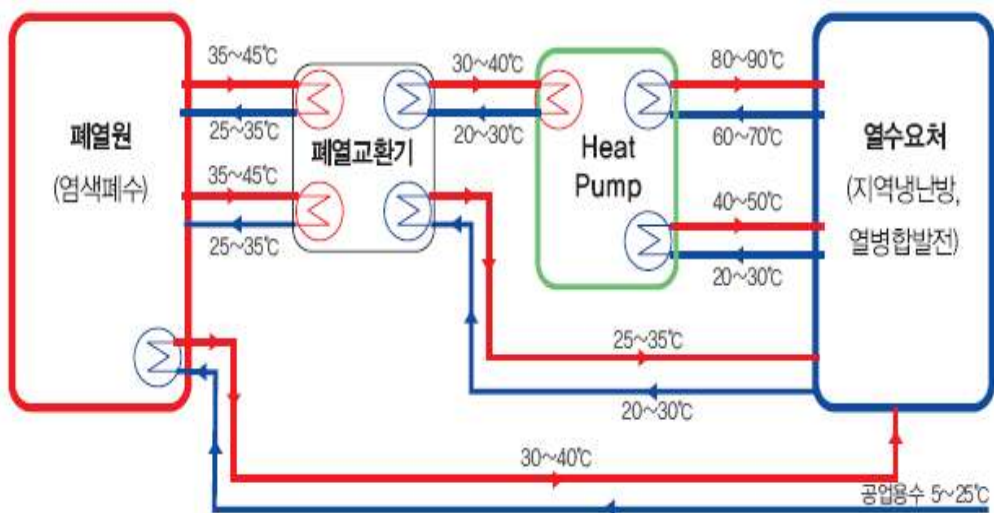 35~45℃
25~35℃
35~45℃
25~35℃
폐열원
(염색폐수)
폐열교환기
30~40℃
20~30℃
Heat
Pump
80~90℃
60~70℃
40~50℃
20~30℃
열수요처
(지역냉난방,
열병합발전)
25~35℃
20~30℃
30~40℃
공업용수 5~25℃